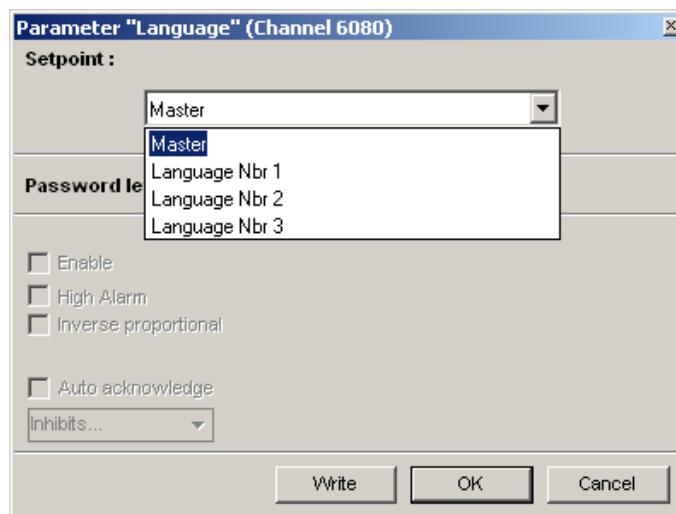 Parameter "Language" (Channel 6080)
Setpoint :
Master
Master
Language Nbr 1
Language Nbr 2
Language Nbr 3
Password le
Enable
High Alarm
Inverse proportional
Auto acknowledge
Inhibits...
Write OK Cancel